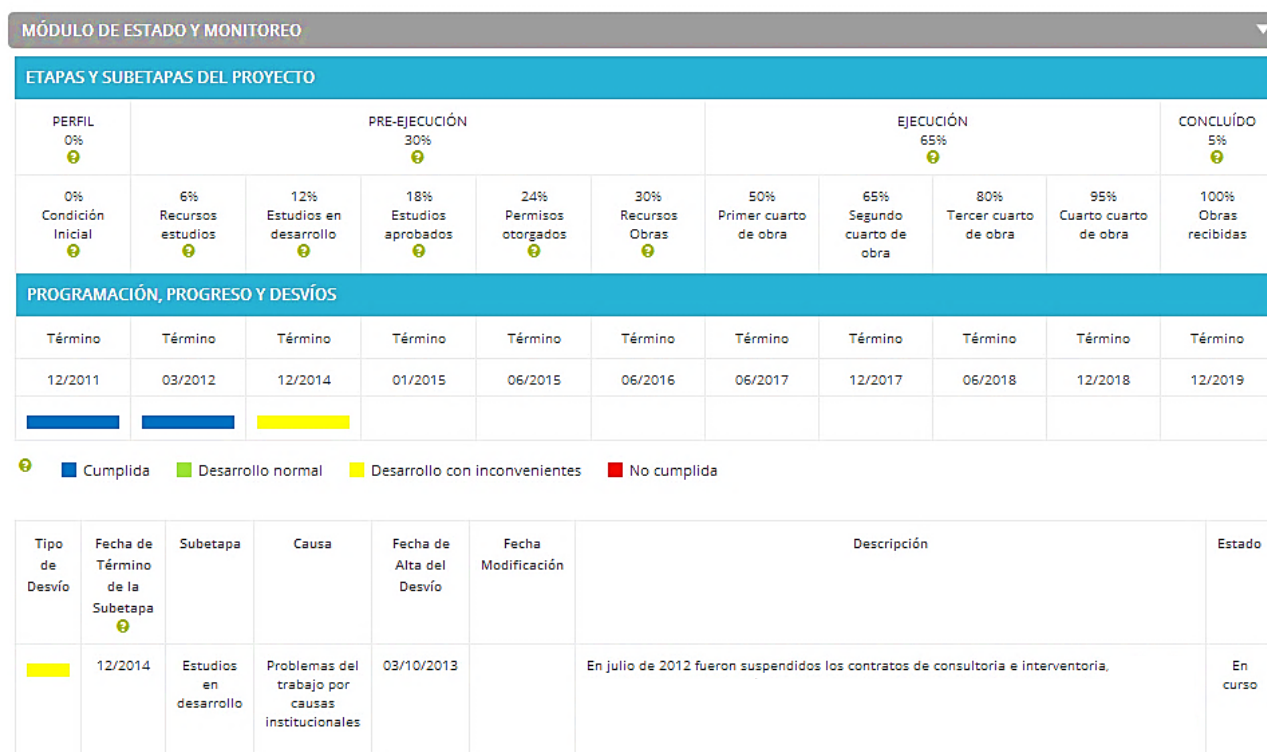 MÓDULO DE ESTADO Y MONITOREO
ETAPAS Y SUBETAPAS DEL PROYECTO
PERFIL
0%
PRE-EJECUCIÓN
30%
EJECUCIÓN
65%
CONCLUÍDO
5%
0%
Condición
Inicial
6%
Recursos
estudios
12%
Estudios en
desarrollo
18%
Estudios
aprobados
24%
Permisos
otorgados
30%
Recursos
Obras
50%
Primer cuarto
de obra
65%
Segundo
cuarto de
obra
80%
Tercer cuarto
de obra
95%
Cuarto cuarto
de obra
100%
Obras
recibidas
PROGRAMACIÓN, PROGRESO Y DESVÍOS
Término Término Término Término Término Término Término Término Término Término Término
12/2011 03/2012 12/2014 01/2015 06/2015 06/2016 06/2017 12/2017 06/2018 12/2018 12/2019
Cumplida Desarrollo normal Desarrollo con inconvenientes No cumplida
Tipo
de
Desvío
Fecha de
Término
de la
Subetapa
Subetapa
Causa
Fecha de
Alta del
Desvío
Fecha
Modificación
Descripción
Estado
12/2014
Estudios
en
desarrollo
Problemas del
trabajo por
causas
institucionales
03/10/2013
En julio de 2012 fueron suspendidos los contratos de consultoria e interventoria,
En
curso